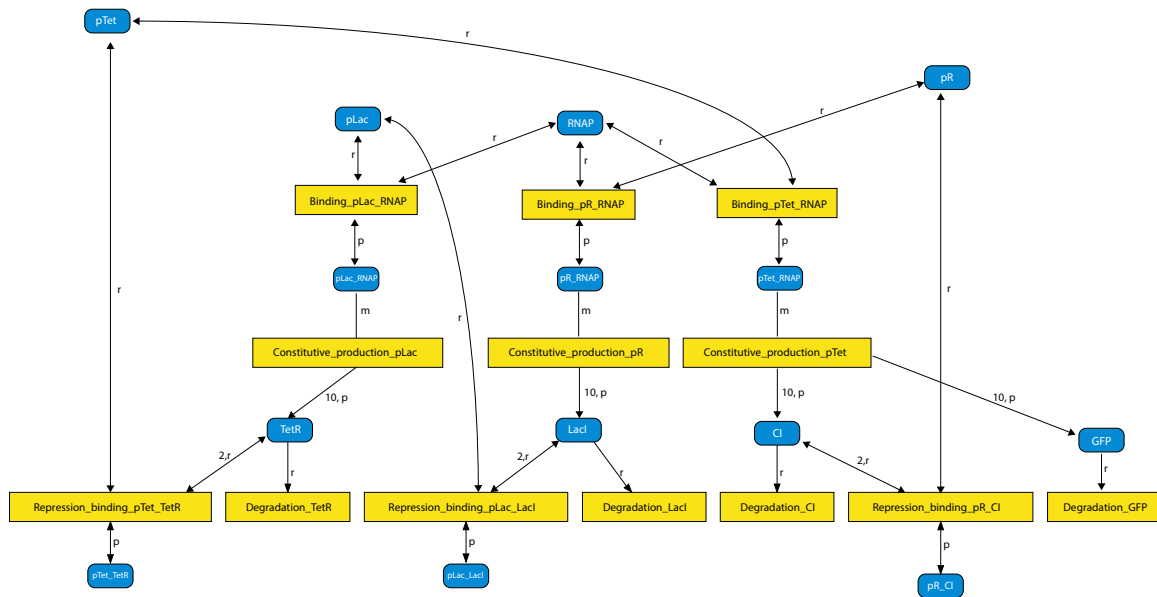 pTet
r
pR
pLac
RNAP
r
r
r
r
r
Binding_pLac_RNAP
Binding_pR_RNAP
Binding_pTet_RNAP
p
p
p
pLac_RNAP
pR_RNAP
pTet_RNAP
r
r
r
m
m
m
Constitutive_production_pLac
Constitutive_production_pR
Constitutive_production_pTet
10, p
10, p
10, p
10, p
TetR
LacI
CI
GFP
2,r
r
2,r
r
r
2,r
r
Repression_binding_pTet_TetR
Degradation_TetR
Repression_binding_pLac_LacI
Degradation_LacI
Degradation_CI
Repression_binding_pR_CI
Degradation_GFP
p
p
p
pTet_TetR
pLac_LacI
pR_CI